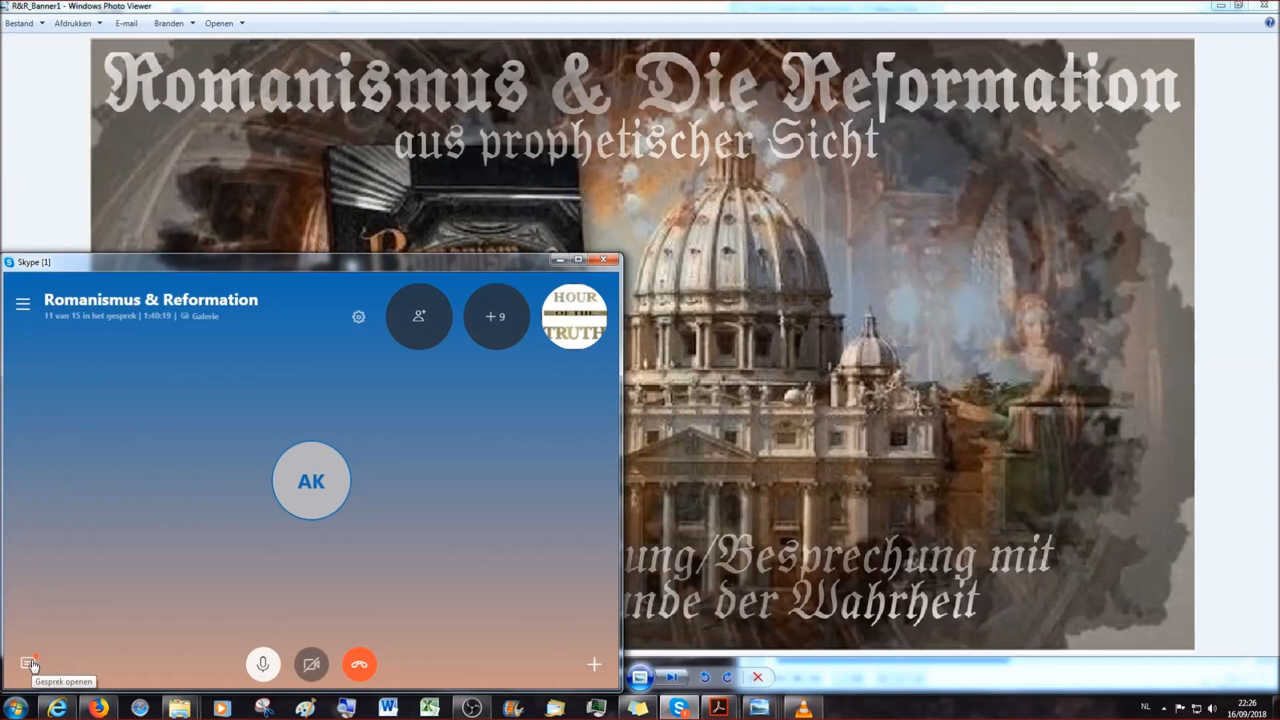 R&R_Banner1 - Windows Photo Viewer
Bestand Afdrukken E-mail Branden Openen
Romanismus & Die Reformation
aus prophetischer Sicht
Skype [1]
Romanismus & Reformation
11 van 15 in het gesprek | 1:40:19 | Galerie
+ 9
HOUR
OF THE
TRUTH
AK
ung/Besprechung mit
unde der Wahrheit
Gesprek openen
NL
22:26
16/09/2018